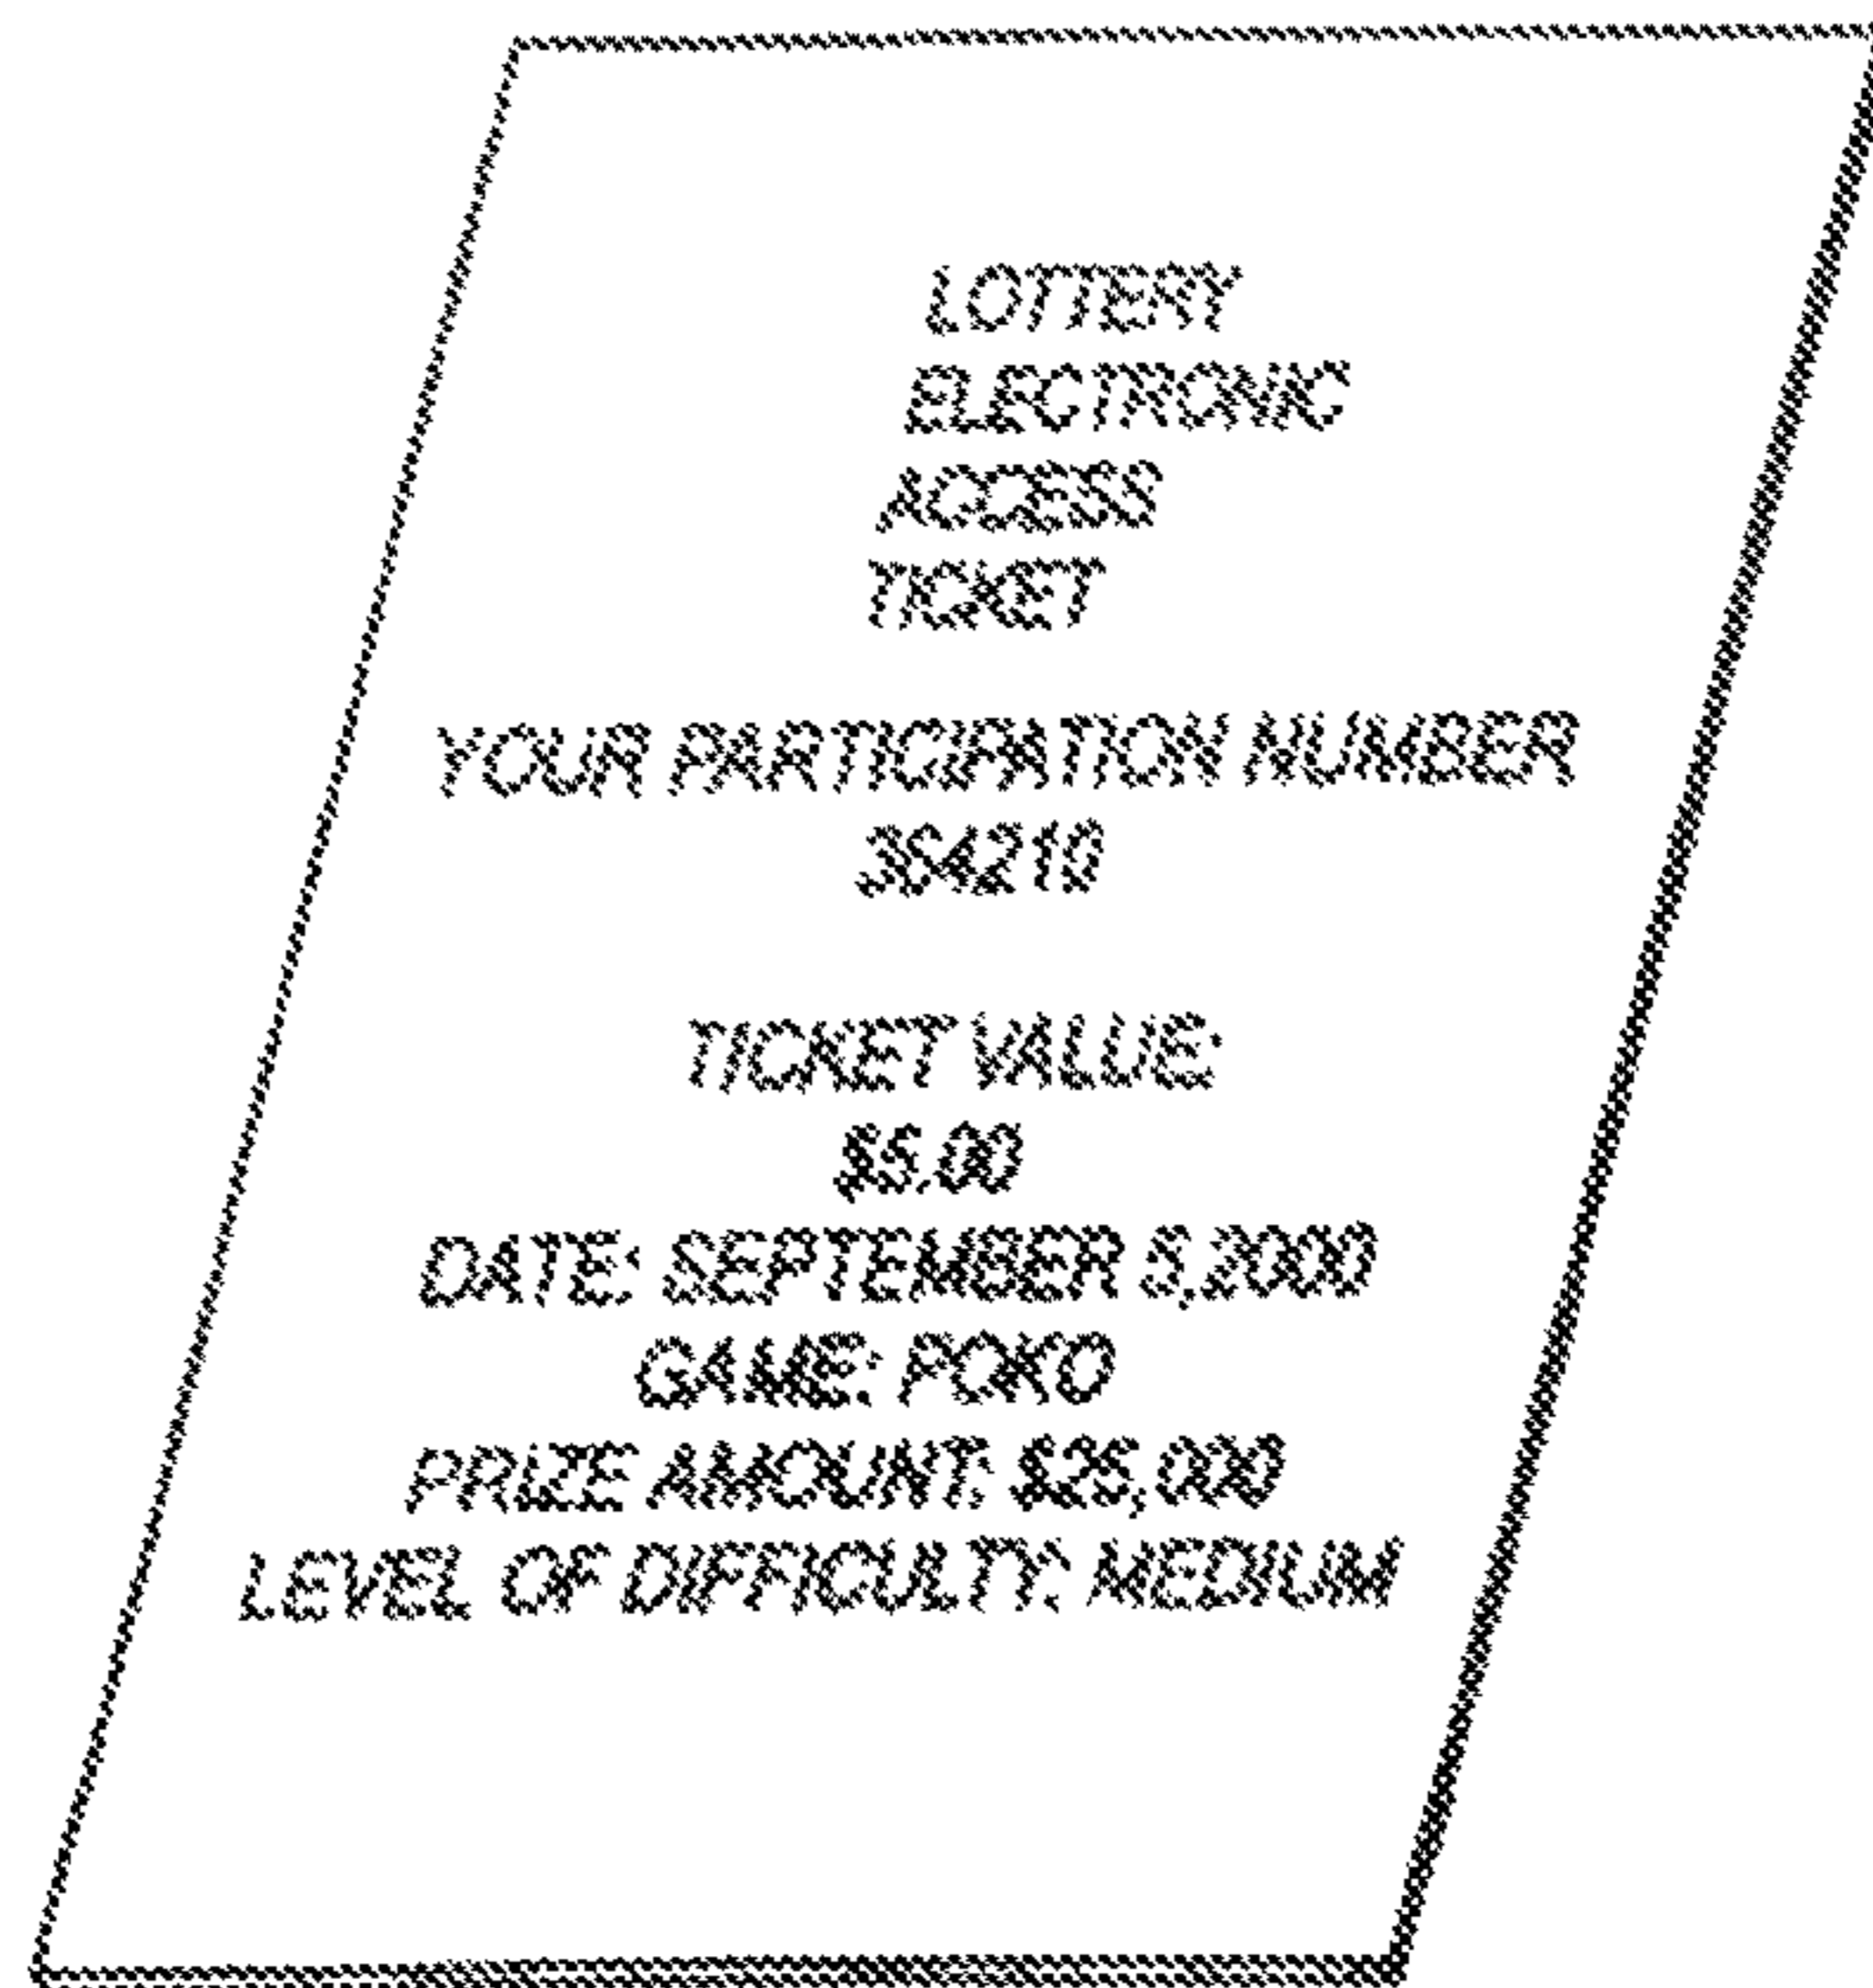 LOTTERY
ELECTRONIC
ACCESS
TICKET
YOUR PARTICIPATION NUMBER
354210
TICKET VALUE:
$5.00
DATE: SEPTEMBER 5, 2000
GAME: POKO
PRIZE AMOUNT: $25,000
LEVEL OF DIFFICULTY: MEDIUM